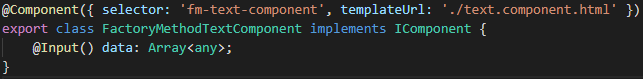 @Component({ selector: 'fm-text-component', templateUrl: './text.component.html' })
export class FactoryMethodTextComponent implements IComponent {
    @Input() data: Array<any>;
}